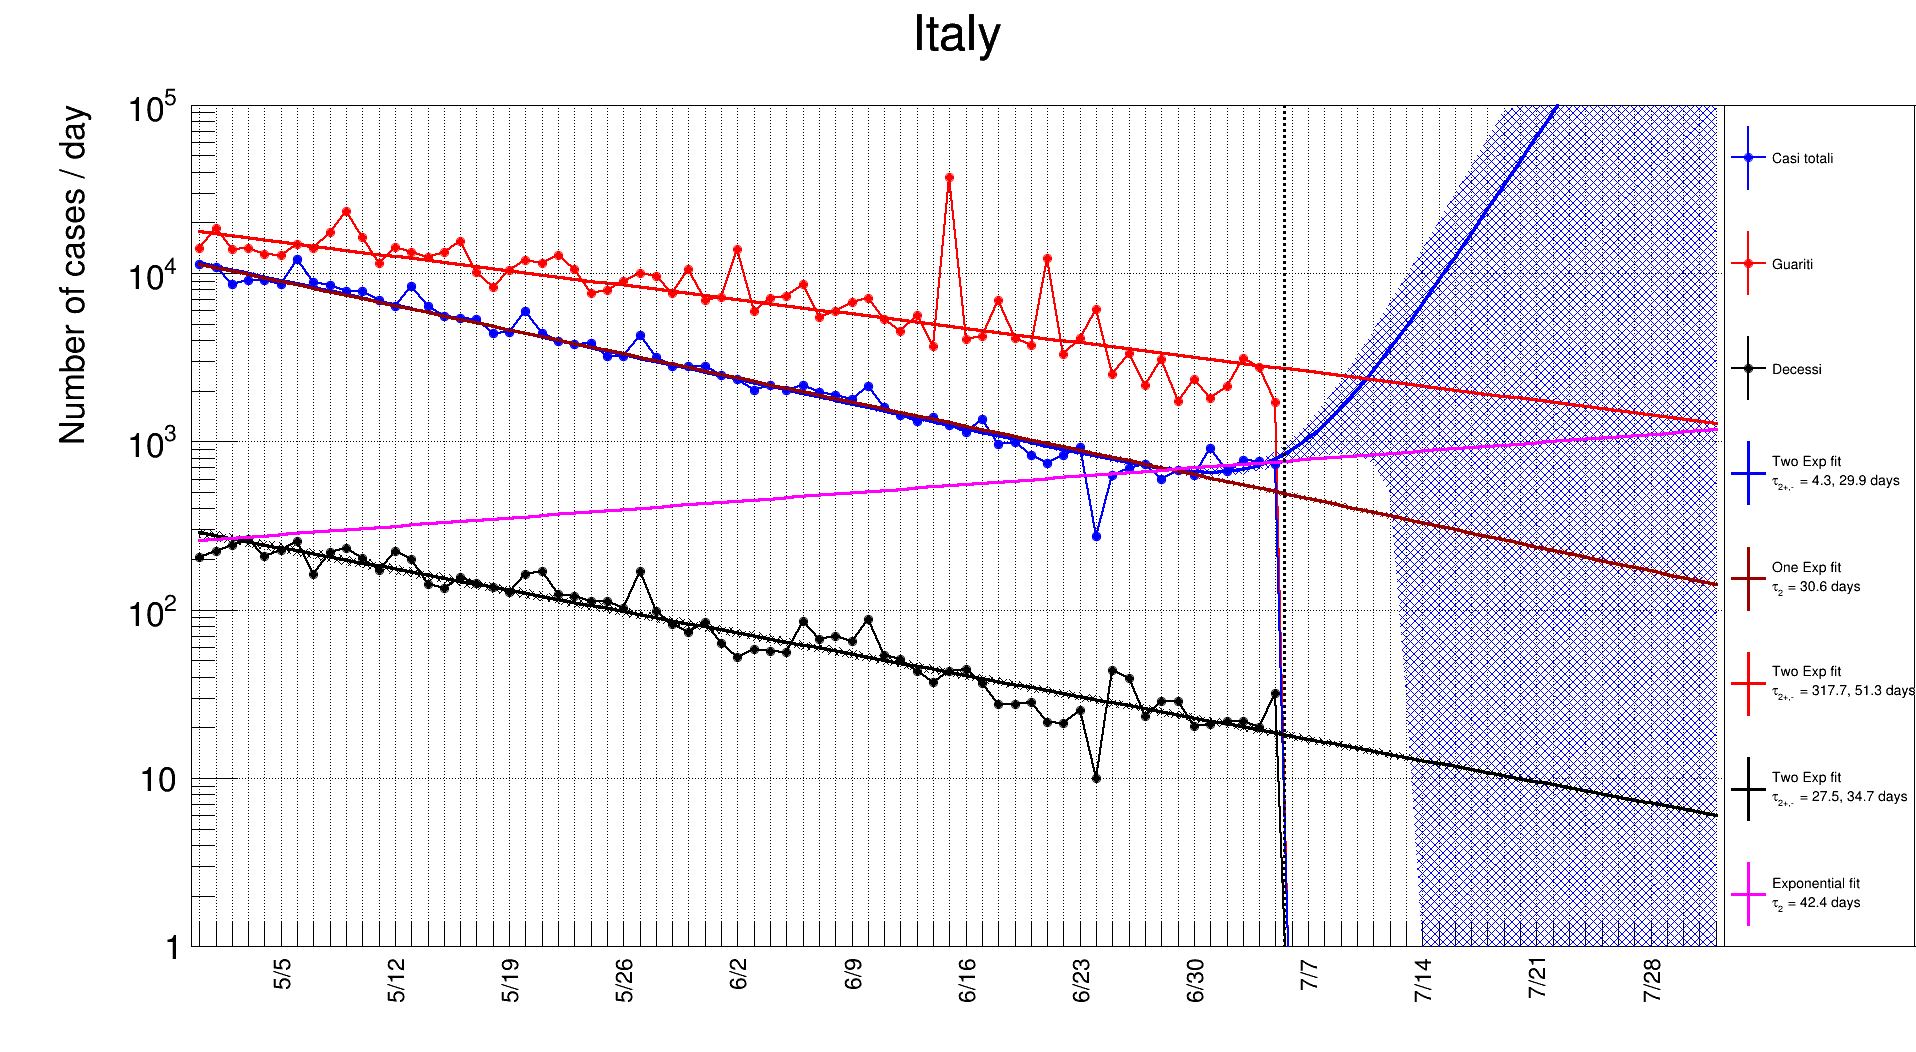 Italy
Number of cases / day
10^5
10^4
10^3
10^2
10
1
5/5
5/12
5/19
5/26
6/2
6/9
6/16
6/23
6/30
7/7
7/14
7/21
7/28
Casi totali
Guariti
Decessi
Two Exp fit
τ2+,- = 4.3, 29.9 days
One Exp fit
τ2 = 30.6 days
Two Exp fit
τ2+,- = 317.7, 51.3 days
Two Exp fit
τ2+,- = 27.5, 34.7 days
Exponential fit
τ2 = 42.4 days